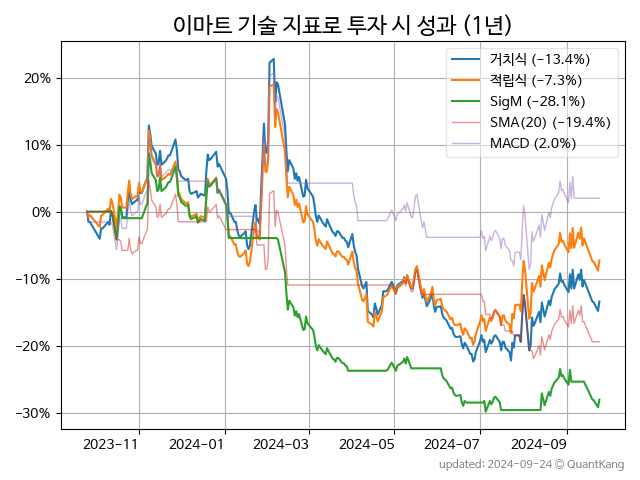 이마트 기술 지표로 투자 시 성과 (1년)
거치식 (−13.4%)
적립식 (−7.3%)
SigM (−28.1%)
SMA(20) (−19.4%)
MACD (2.0%)
20%
10%
0%
−10%
−20%
−30%
2023−11 2024−01 2024−03 2024−05 2024−07 2024−09
updated: 2024−09−24 © QuantKang